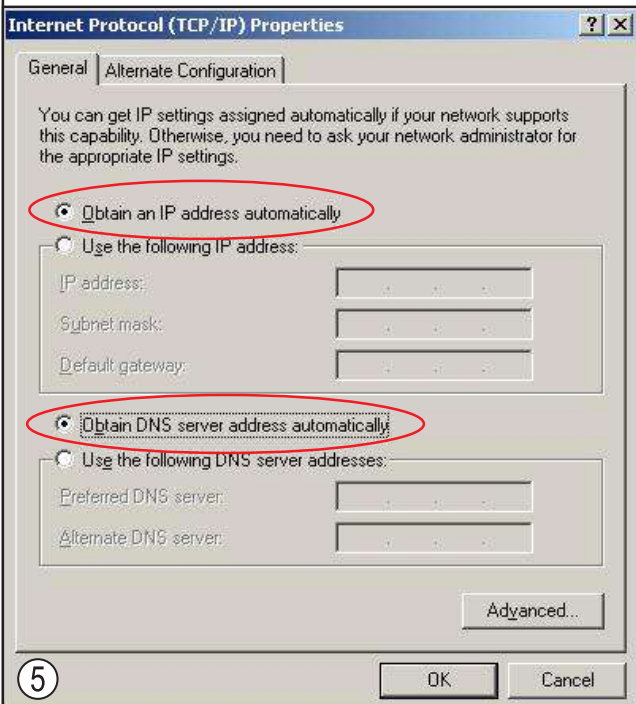 Internet Protocol (TCP/IP) Properties
General Alternate Configuration
You can get IP settings assigned automatically if your network supports
this capability. Otherwise, you need to ask your network administrator for
the appropriate IP settings.
Obtain an IP address automatically
Use the following IP address:
IP address:
Subnet mask:
Default gateway:
Obtain DNS server address automatically
Use the following DNS server addresses:
Preferred DNS server:
Alternate DNS server:
Advanced...
⑤ OK Cancel